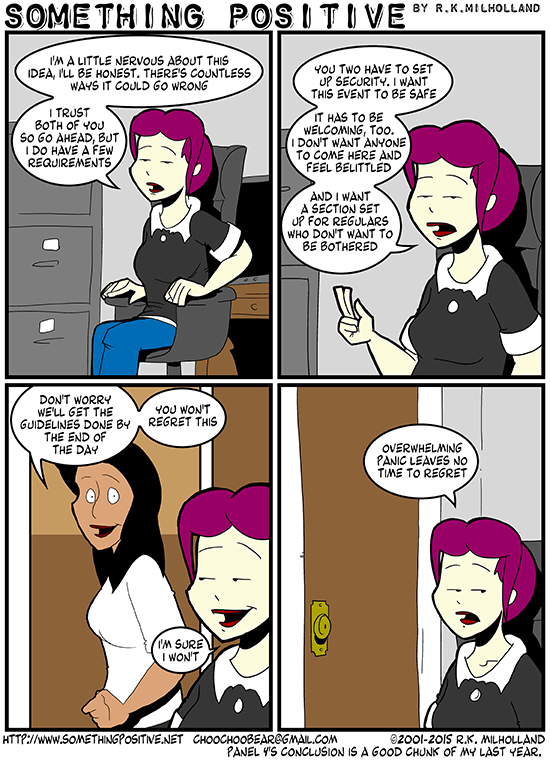 SOMETHING POSITIVE BY R.K.MILHOLLAND
I'M A LITTLE NERVOUS ABOUT THIS
IDEA, I'LL BE HONEST. THERE'S COUNTLESS
WAYS IT COULD GO WRONG
I TRUST
BOTH OF YOU
SO GO AHEAD, BUT
I DO HAVE A FEW
REQUIREMENTS
YOU TWO HAVE TO SET
UP SECURITY. I WANT
THIS EVENT TO BE SAFE
IT HAS TO BE
WELCOMING, TOO.
I DON'T WANT ANYONE
TO COME HERE AND
FEEL BELITTLED
AND I WANT
A SECTION SET
UP FOR REGULARS
WHO DON'T WANT TO
BE BOTHERED
DON'T WORRY
WE'LL GET THE
GUIDELINES DONE BY
THE END OF
THE DAY
YOU WON'T
REGRET THIS
I'M SURE
I WON'T
OVERWHELMING
PANIC LEAVES NO
TIME TO REGRET
HTTP://WWW.SOMETHINGPOSITIVE.NET CHOOCHOOBEAR@GMAIL.COM ©2001-2015 R.K. MILHOLLAND
PANEL 4'S CONCLUSION IS A GOOD CHUNK OF MY LAST YEAR.